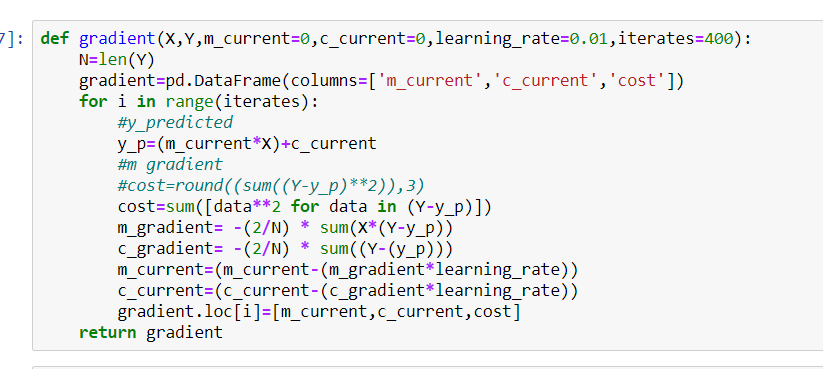 7]: def gradient(X,Y,m_current=0,c_current=0,learning_rate=0.01,iterates=400):
N=len(Y)
gradient=pd.DataFrame(columns=['m_current','c_current','cost'])
for i in range(iterates):
#y_predicted
y_p=(m_current*X)+c_current
#m gradient
#cost=round((sum((Y-y_p)**2)),3)
cost=sum([data**2 for data in (Y-y_p)])
m_gradient= -(2/N) * sum(X*(Y-y_p))
c_gradient= -(2/N) * sum((Y-(y_p)))
m_current=(m_current-(m_gradient*learning_rate))
c_current=(c_current-(c_gradient*learning_rate))
gradient.loc[i]=[m_current,c_current,cost]
return gradient